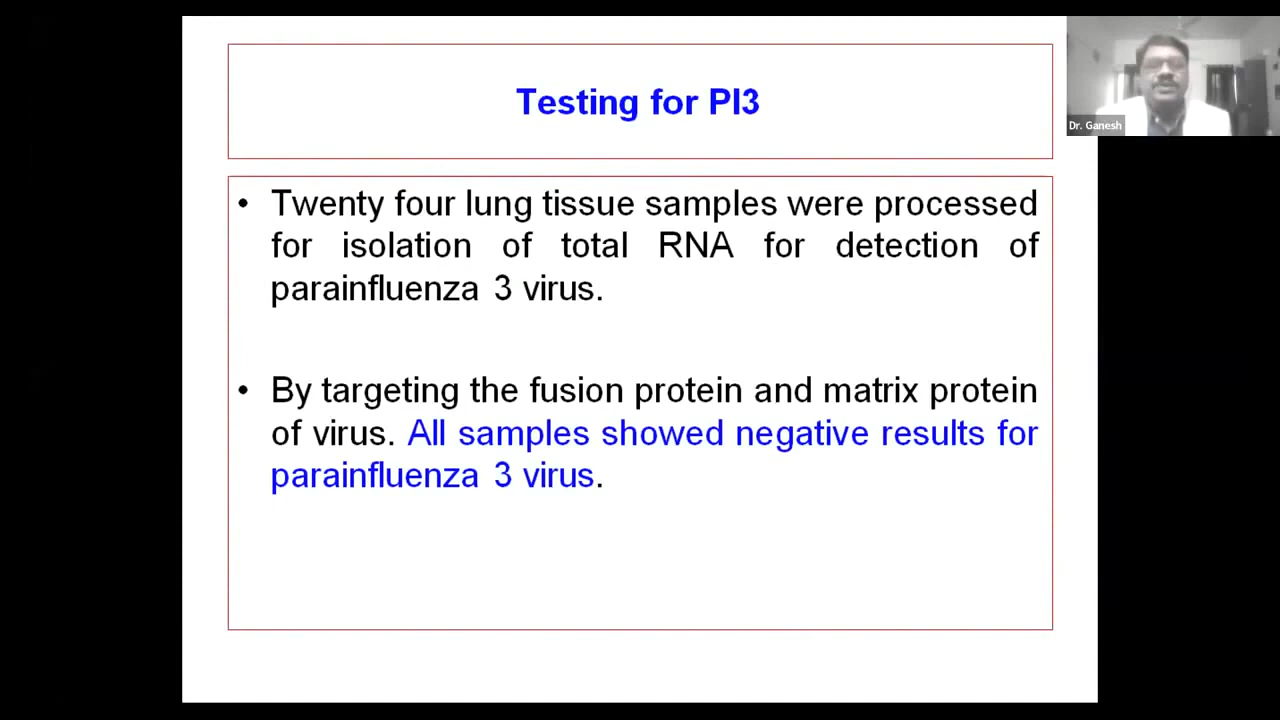 Testing for PI3
Dr. Ganesh
• Twenty four lung tissue samples were processed
for isolation of total RNA for detection of
parainfluenza 3 virus.
• By targeting the fusion protein and matrix protein
of virus. All samples showed negative results for
parainfluenza 3 virus.